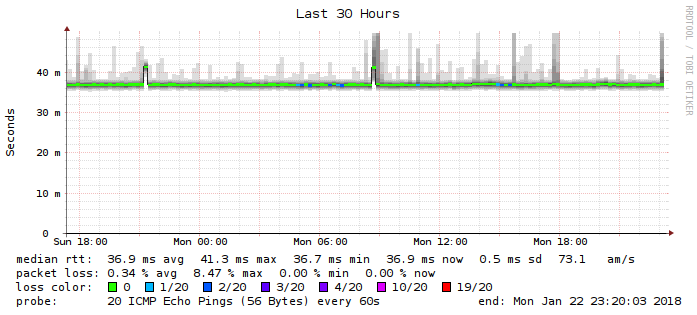 Last 30 Hours
RRDTOOL / TOBI OETIKER
Seconds
40 m
30 m
20 m
10 m
0
Sun 18:00 Mon 00:00 Mon 06:00 Mon 12:00 Mon 18:00
median rtt: 36.9 ms avg 41.3 ms max 36.7 ms min 36.9 ms now 0.5 ms sd 73.1 am/s
packet loss: 0.34 % avg 8.47 % max 0.00 % min 0.00 % now
loss color: 0 1/20 2/20 3/20 4/20 10/20 19/20
probe: 20 ICMP Echo Pings (56 Bytes) every 60s end: Mon Jan 22 23:20:03 2018